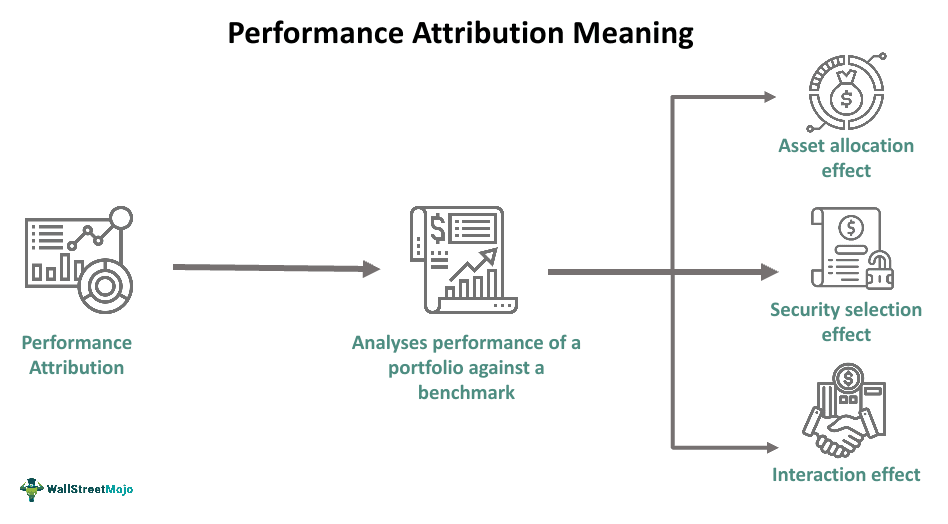 Performance Attribution Meaning
Asset allocation
effect
Performance
Attribution
Analyses performance of a
portfolio against a
benchmark
Security selection
effect
Interaction effect
WallStreetMojo